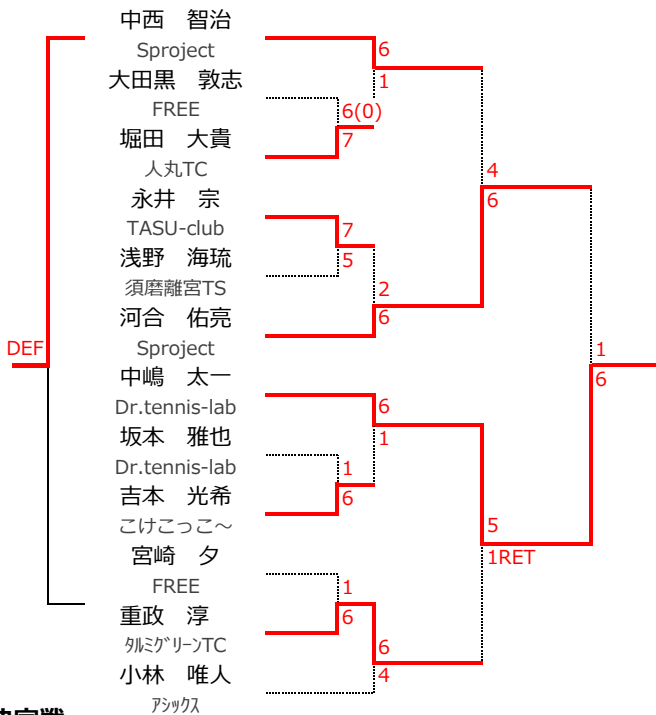 中西　智治
Sproject
6
大田黒　敦志
1
FREE
6(0)
堀田　大貴
7
人丸TC
4
永井　宗
6
TASU-club
7
浅野　海琉
5
須磨離宮TS
2
河合　佑亮
6
DEF
Sproject
1
中嶋　太一
6
Dr.tennis-lab
6
坂本　雅也
1
Dr.tennis-lab
1
吉本　光希
6
こけこっこ～
5
宮崎　夕
1RET
FREE
1
重政　淳
6
ﾀﾙﾐｸﾞﾘｰﾝTC
6
小林　唯人
4
ｱｼｯｸｽ